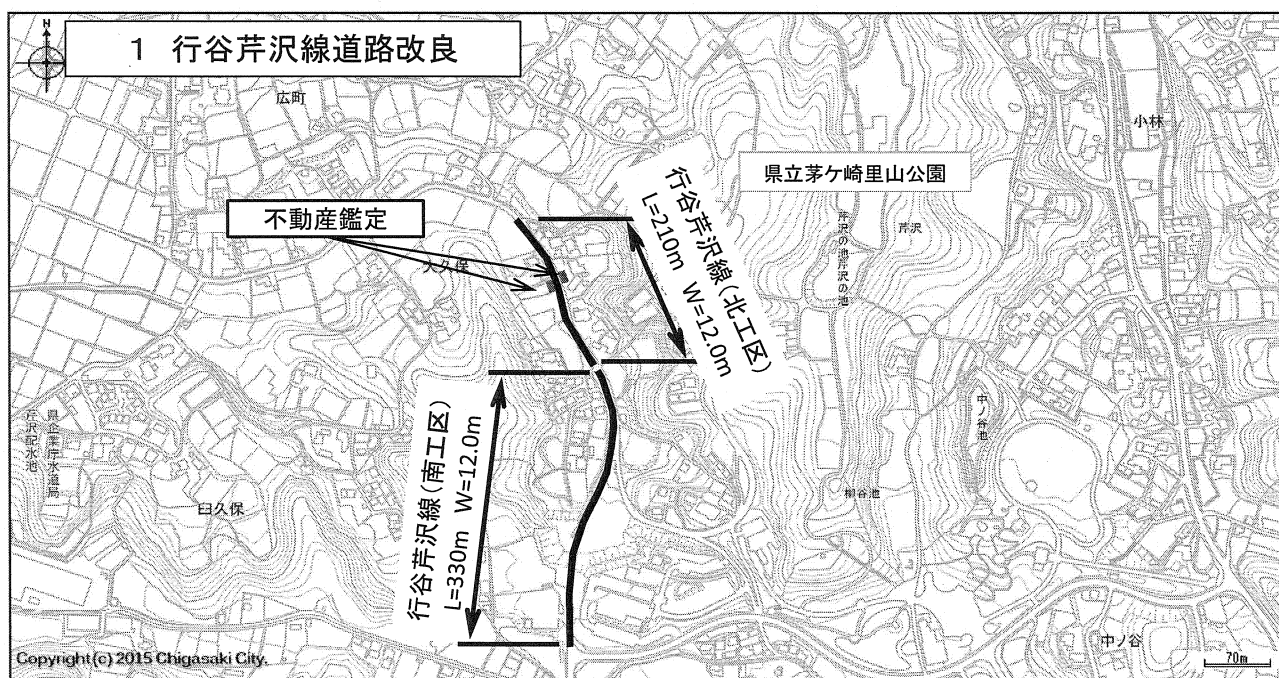 N
1 行谷芹沢線道路改良
広町
小林
県立茅ケ崎里山公園
行谷芹沢線(北工区)
L=210m W=12.0m
不動産鑑定
大久保
芹沢の池
芹沢の池
芹沢
行谷芹沢線(南工区)
L=330m W=12.0m
県企業庁水道局
芹沢配水池
臼久保
中ノ谷池
柳谷池
中ノ谷
Copyright(c) 2015 Chigasaki City.
70m